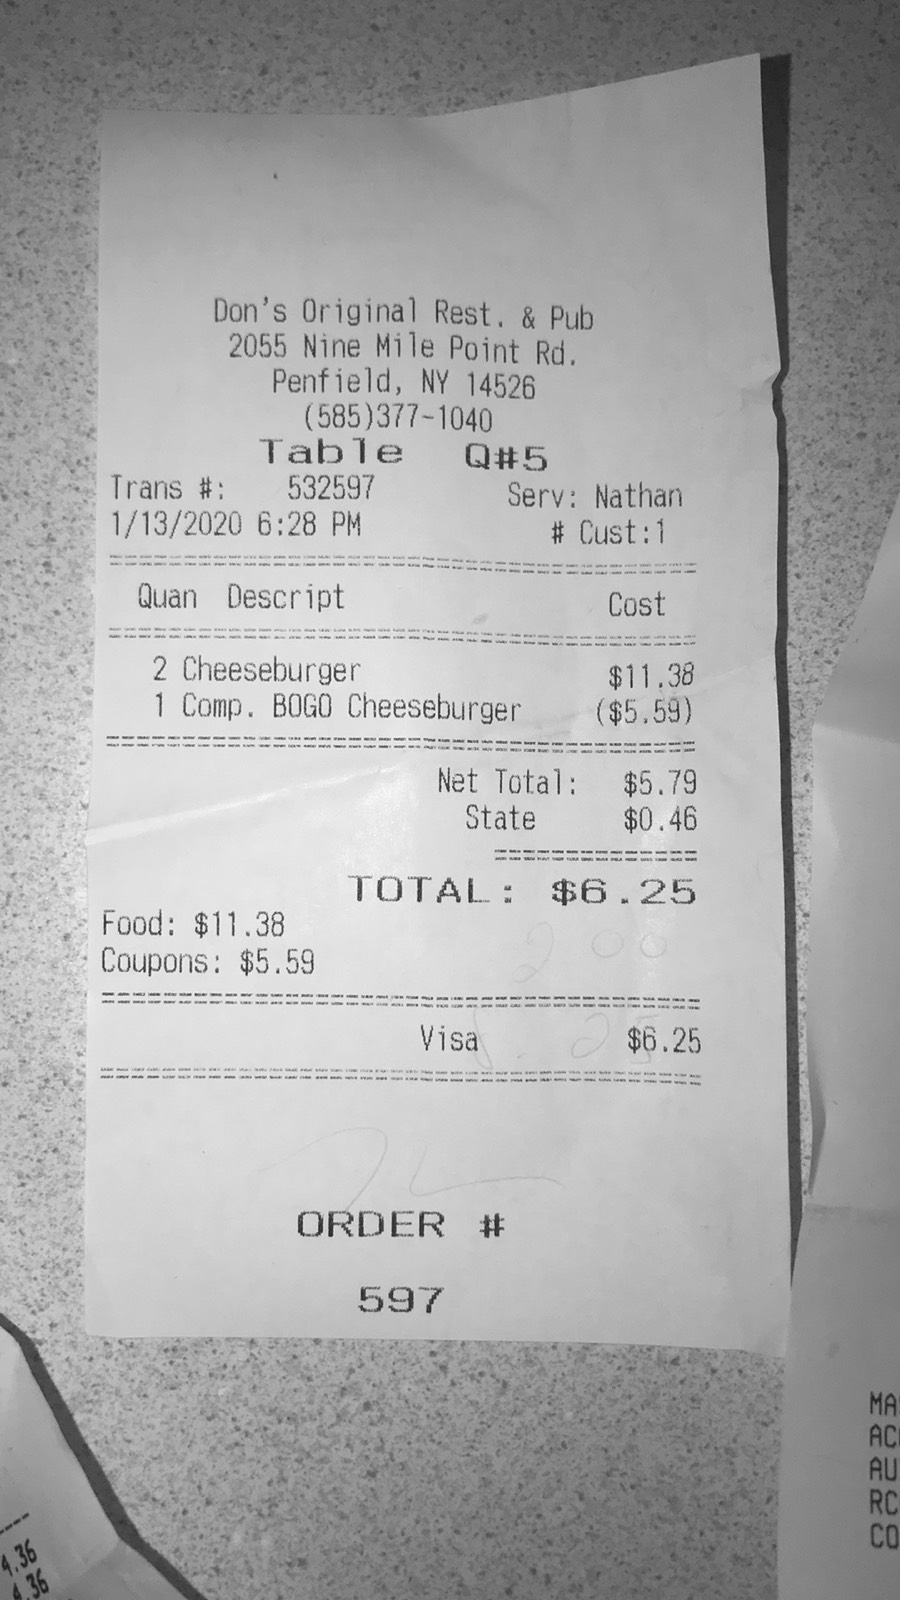 Don's Original Rest. & Pub
2055 Nine Mile Point Rd.
Penfield, NY 14526
(585)377-1040
Table Q#5
Trans #: 532597 Serv: Nathan
1/13/2020 6:28 PM # Cust:1
Quan Descript Cost
2 Cheeseburger $11.38
1 Comp. BOGO Cheeseburger ($5.59)
Net Total: $5.79
State $0.46
TOTAL: $6.25
Food: $11.38
2 00
Coupons: $5.59
Visa $6.25
ORDER #
597
MA
AC
AU
RC
CO
4.36
4.36